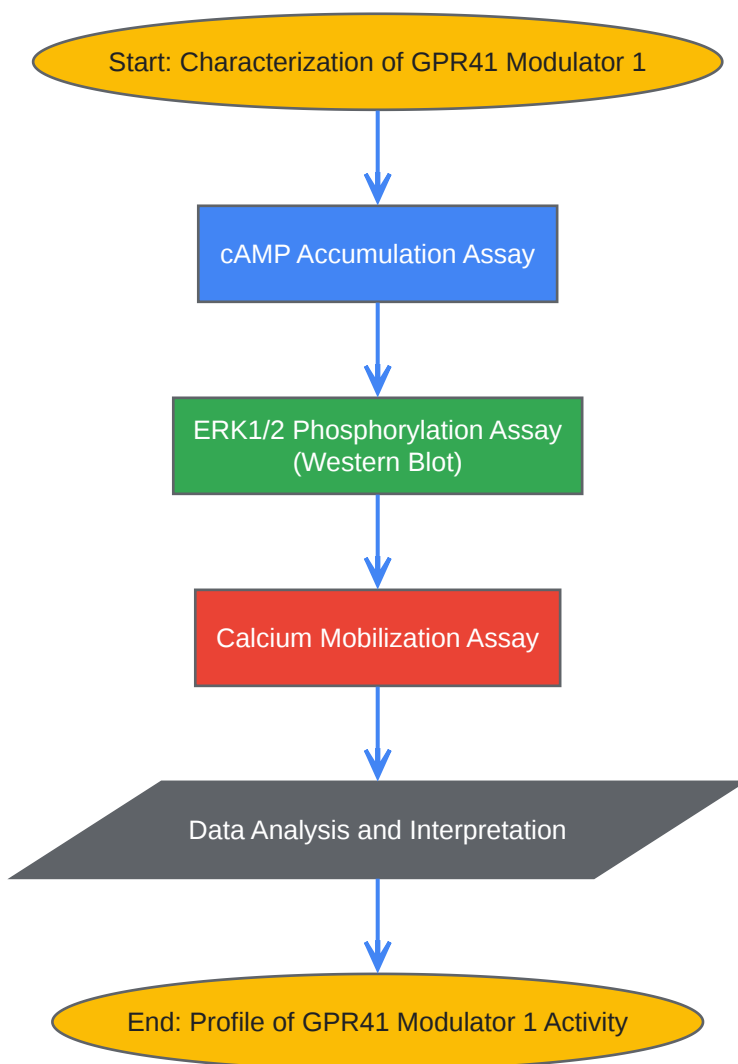 Start: Characterization of GPR41 Modulator 1
cAMP Accumulation Assay
ERK1/2 Phosphorylation Assay
(Western Blot)
Calcium Mobilization Assay
Data Analysis and Interpretation
End: Profile of GPR41 Modulator 1 Activity